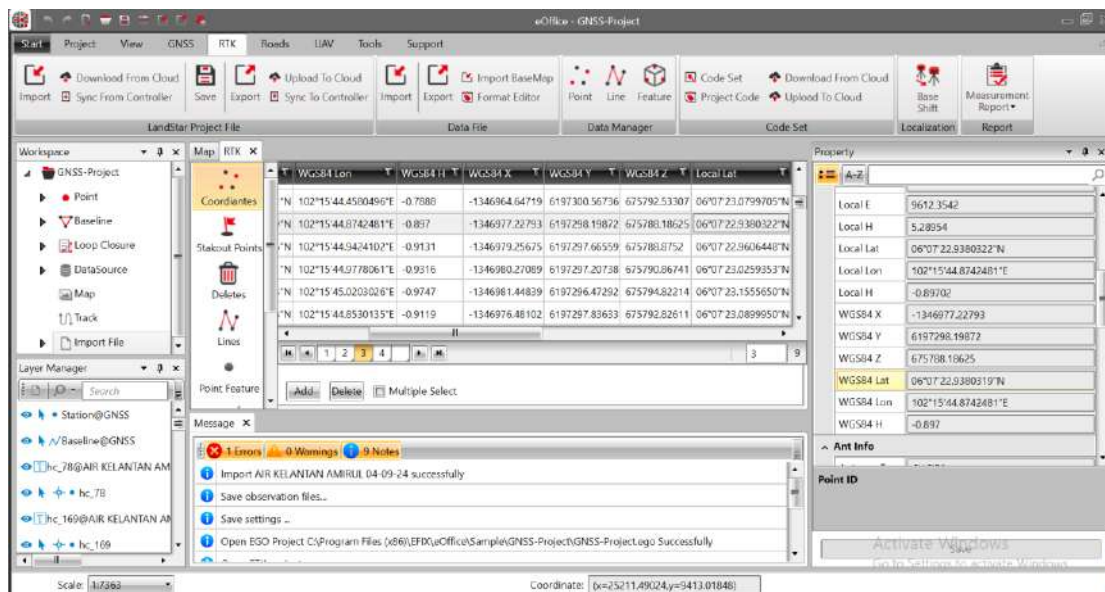 eOffice - GNSS-Project
Start Project View GNSS RTK Roads UAV Tools Support
Import Download From Cloud Sync From Controller Save Export Upload To Cloud Sync To Controller Import Export Import BaseMap Format Editor Point Line Feature Code Set Project Code Download From Cloud Upload To Cloud Base Shift Measurement Report
LandStar Project File Data File Data Manager Code Set Localization Report
Workspace
GNSS-Project
Point
Baseline
Loop Closure
DataSource
Map
Track
Import File
Layer Manager
Search
Station@GNSS
Baseline@GNSS
hc_78@AIR KELANTAN AM
hc_78
hc_169@AIR KELANTAN AM
hc_169
Map RTK
Coordiantes
Stakout Points
Deletes
Lines
Point Feature
WGS84 Lon WGS84 H WGS84 X WGS84 Y WGS84 Z Local Lat
"N 102°15'44.4580496"E -0.7888 -1346964.64719 6197300.56736 675792.53307 06°07'23.0799705"N
"N 102°15'44.8742481"E -0.897 -1346977.22793 6197298.19872 675788.18625 06°07'22.9380322"N
"N 102°15'44.9424102"E -0.9131 -1346979.25675 6197297.66559 675788.8752 06°07'22.9606448"N
"N 102°15'44.9778061"E -0.9316 -1346980.27089 6197297.20738 675790.86741 06°07'23.0259353"N
"N 102°15'45.0203026"E -0.9747 -1346981.44839 6197296.47292 675794.82214 06°07'23.1555650"N
"N 102°15'44.8530135"E -0.9119 -1346976.48102 6197297.83633 675792.82611 06°07'23.0899950"N
1 2 3 4 3 9
Add Delete Multiple Select
Message
1 Errors 0 Warnings 9 Notes
Import AIR KELANTAN AMIRUL 04-09-24 successfully
Save observation files...
Save settings ...
Open EGO Project C:\Program Files (x86)\EFIX\eOffice\Sample\GNSS-Project\GNSS-Project.ego Successfully
Property
A-Z
Local E 9612.3542
Local H 5.28954
Local Lat 06°07'22.9380322"N
Local Lon 102°15'44.8742481"E
Local H -0.89702
WGS84 X -1346977.22793
WGS84 Y 6197298.19872
WGS84 Z 675788.18625
WGS84 Lat 06°07'22.9380319"N
WGS84 Lon 102°15'44.8742481"E
WGS84 H -0.897
Ant Info
Point ID
Save
Activate Windows
Go to Settings to activate Windows.
Scale: 1:7363 Coordinate: (x=25211.49024,y=9413.01848)